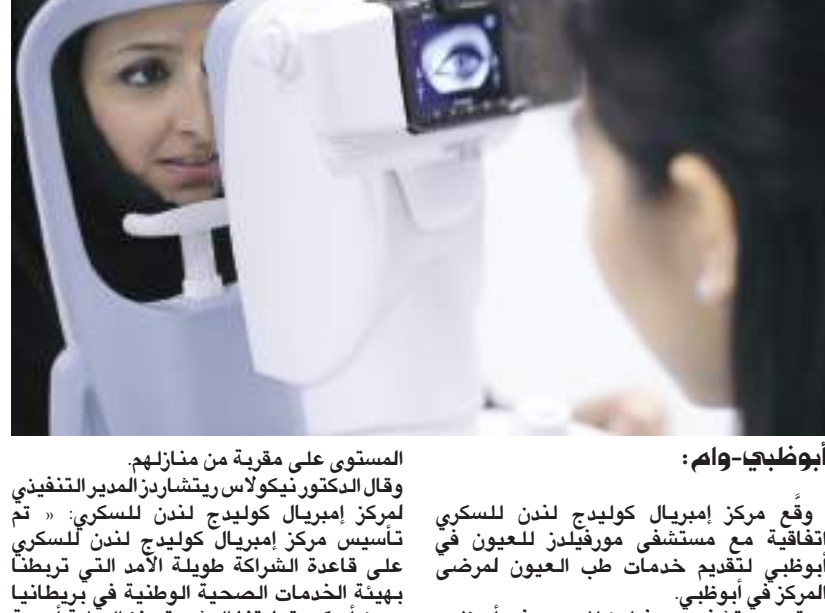 أبوظبي-وام:
وقَّع مركز إمبريال كوليدج لندن للسكري
اتفاقية مع مستشفى مورفيلدز للعيون في
أبوظبي لتقديم خدمات طب العيون لمرضى
المركز في أبوظبي.
المستوى على مقربة من منازلهم.
وقال الدكتور نيكولاس ريتشاردز المدير التنفيذي
لمركز إمبريال كوليدج لندن للسكري: « تم
تأسيس مركز إمبريال كوليدج لندن للسكري
على قاعدة الشراكة طويلة الأمد التي تربطنا
بهيئة الخدمات الصحية الوطنية في بريطانيا